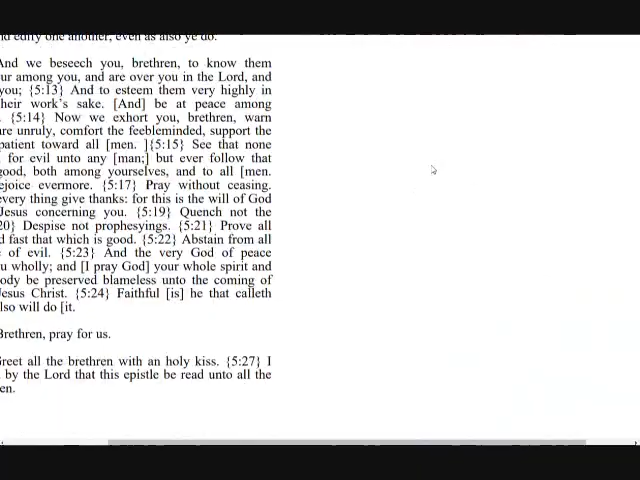 nd edify one another, even as also ye do.
And we beseech you, brethren, to know them
ur among you, and are over you in the Lord, and
you; {5:13} And to esteem them very highly in
heir work's sake. [And] be at peace among
. {5:14} Now we exhort you, brethren, warn
are unruly, comfort the feebleminded, support the
patient toward all [men. ]{5:15} See that none
for evil unto any [man;] but ever follow that
good, both among yourselves, and to all [men.
ejoice evermore. {5:17} Pray without ceasing.
every thing give thanks: for this is the will of God
Jesus concerning you. {5:19} Quench not the
20} Despise not prophesyings. {5:21} Prove all
d fast that which is good. {5:22} Abstain from all
e of evil. {5:23} And the very God of peace
u wholly; and [I pray God] your whole spirit and
ody be preserved blameless unto the coming of
Jesus Christ. {5:24} Faithful [is] he that calleth
lso will do [it.
Brethren, pray for us.
Greet all the brethren with an holy kiss. {5:27} I
by the Lord that this epistle be read unto all the
en.